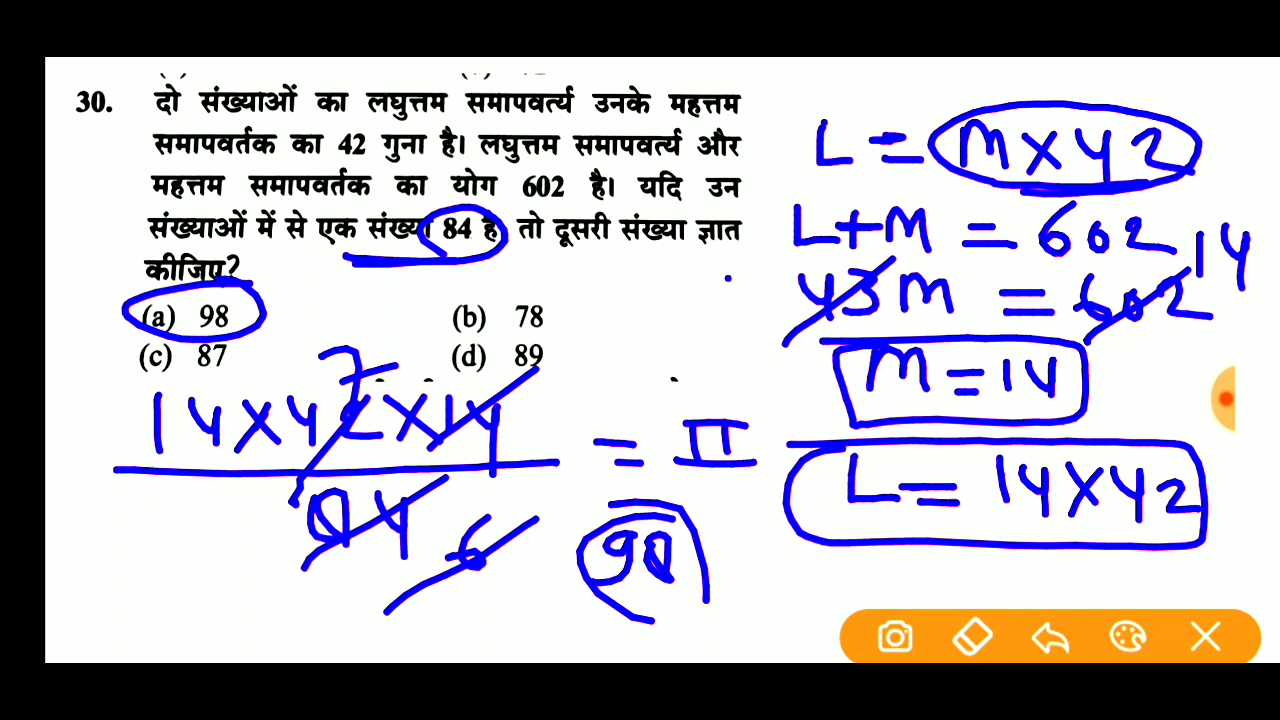 30. दो संख्याओं का लघुत्तम समापवर्त्य उनके महत्तम
समापवर्तक का 42 गुना है। लघुत्तम समापवर्त्य और
महत्तम समापवर्तक का योग 602 है। यदि उन
संख्याओं में से एक संख्या 84 है तो दूसरी संख्या ज्ञात
कीजिए?
(a) 98 (b) 78
(c) 87 (d) 89
L = M×42
L+M = 602
43M = 602 14
M = 14
L = 14×42
14×42×14 = II
7
84
6
98